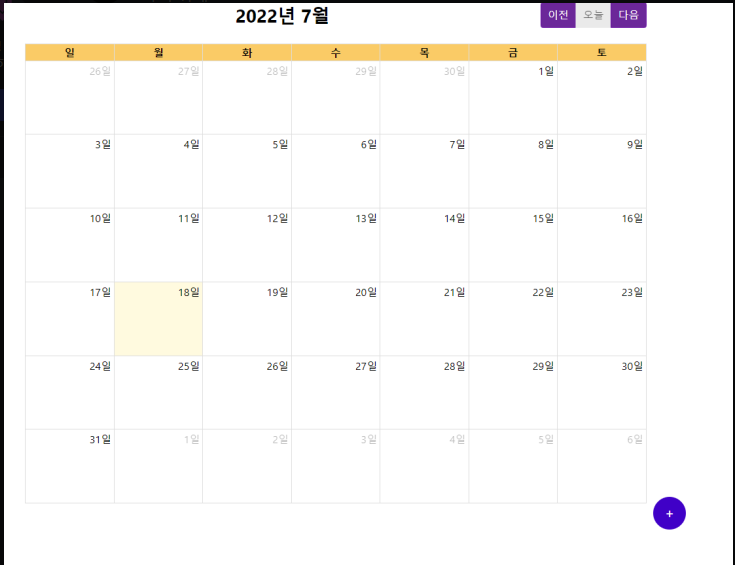 2022년 7월
이전 오늘 다음
일 월 화 수 목 금 토
26일 27일 28일 29일 30일 1일 2일
3일 4일 5일 6일 7일 8일 9일
10일 11일 12일 13일 14일 15일 16일
17일 18일 19일 20일 21일 22일 23일
24일 25일 26일 27일 28일 29일 30일
31일 1일 2일 3일 4일 5일 6일
+